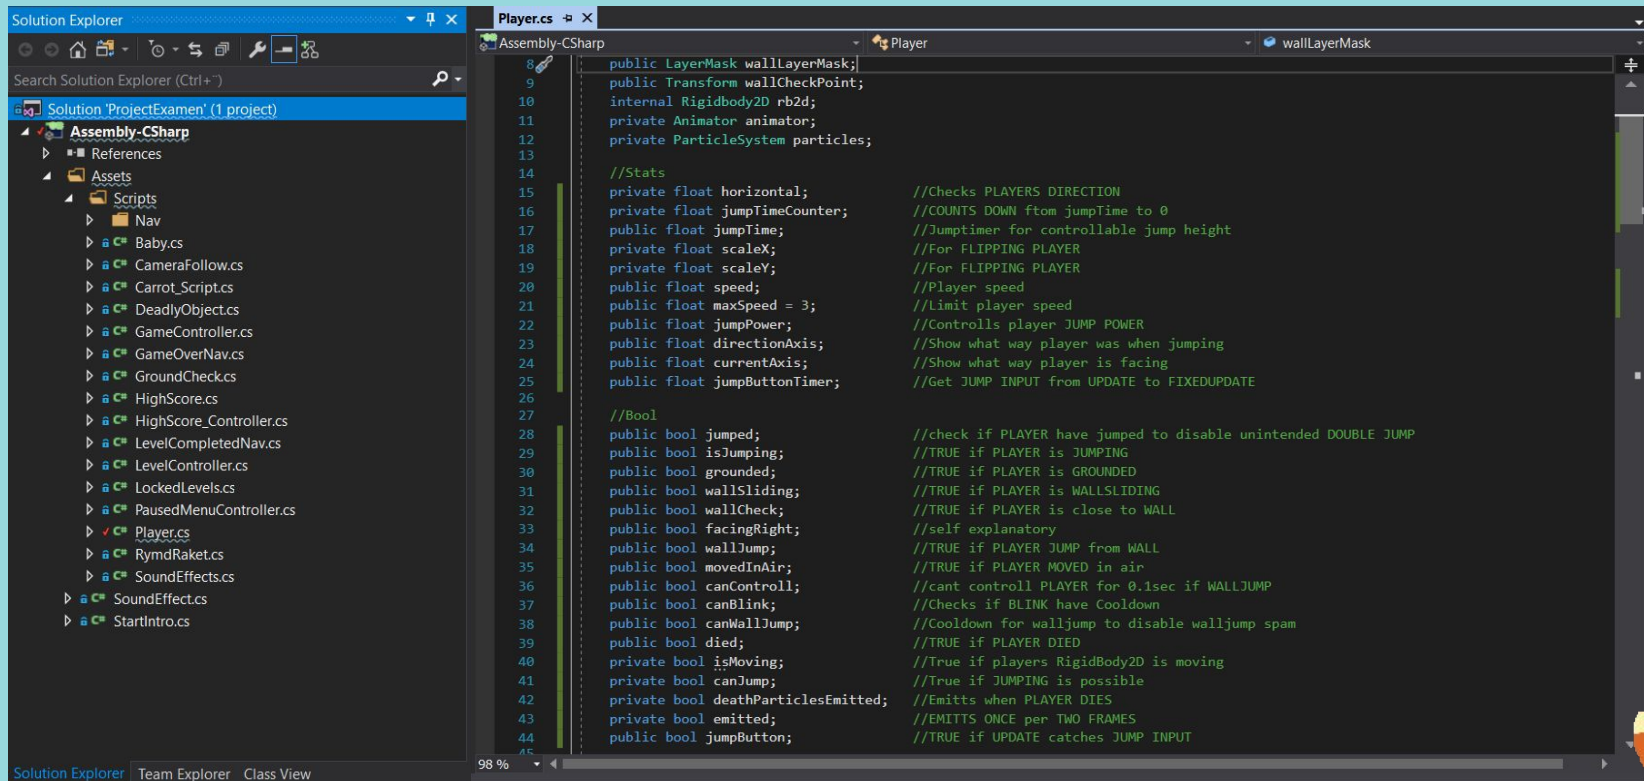 Solution Explorer
Search Solution Explorer (Ctrl+¨)
Solution 'ProjectExamen' (1 project)
Assembly-CSharp
References
Assets
Scripts
Nav
Baby.cs
CameraFollow.cs
Carrot_Script.cs
DeadlyObject.cs
GameController.cs
GameOverNav.cs
GroundCheck.cs
HighScore.cs
HighScore_Controller.cs
LevelCompletedNav.cs
LevelController.cs
LockedLevels.cs
PausedMenuController.cs
Player.cs
RymdRaket.cs
SoundEffects.cs
SoundEffect.cs
StartIntro.cs
Solution Explorer Team Explorer Class View
Player.cs
Assembly-CSharp Player wallLayerMask
8 public LayerMask wallLayerMask;
9 public Transform wallCheckPoint;
10 internal Rigidbody2D rb2d;
11 private Animator animator;
12 private ParticleSystem particles;
13
14 //Stats
15 private float horizontal; //Checks PLAYERS DIRECTION
16 private float jumpTimeCounter; //COUNTS DOWN ftom jumpTime to 0
17 public float jumpTime; //Jumptimer for controllable jump height
18 private float scaleX; //For FLIPPING PLAYER
19 private float scaleY; //For FLIPPING PLAYER
20 public float speed; //Player speed
21 public float maxSpeed = 3; //Limit player speed
22 public float jumpPower; //Controlls player JUMP POWER
23 public float directionAxis; //Show what way player was when jumping
24 public float currentAxis; //Show what way player is facing
25 public float jumpButtonTimer; //Get JUMP INPUT from UPDATE to FIXEDUPDATE
26
27 //Bool
28 public bool jumped; //check if PLAYER have jumped to disable unintended DOUBLE JUMP
29 public bool isJumping; //TRUE if PLAYER is JUMPING
30 public bool grounded; //TRUE if PLAYER is GROUNDED
31 public bool wallSliding; //TRUE if PLAYER is WALLSLIDING
32 public bool wallCheck; //TRUE if PLAYER is close to WALL
33 public bool facingRight; //self explanatory
34 public bool wallJump; //TRUE if PLAYER JUMP from WALL
35 public bool movedInAir; //TRUE if PLAYER MOVED in air
36 public bool canControll; //cant controll PLAYER for 0.1sec if WALLJUMP
37 public bool canBlink; //Checks if BLINK have Cooldown
38 public bool canWallJump; //Cooldown for walljump to disable walljump spam
39 public bool died; //TRUE if PLAYER DIED
40 private bool isMoving; //True if players RigidBody2D is moving
41 private bool canJump; //True if JUMPING is possible
42 private bool deathParticlesEmitted; //Emitts when PLAYER DIES
43 private bool emitted; //EMITTS ONCE per TWO FRAMES
44 public bool jumpButton; //TRUE if UPDATE catches JUMP INPUT
45
98 %